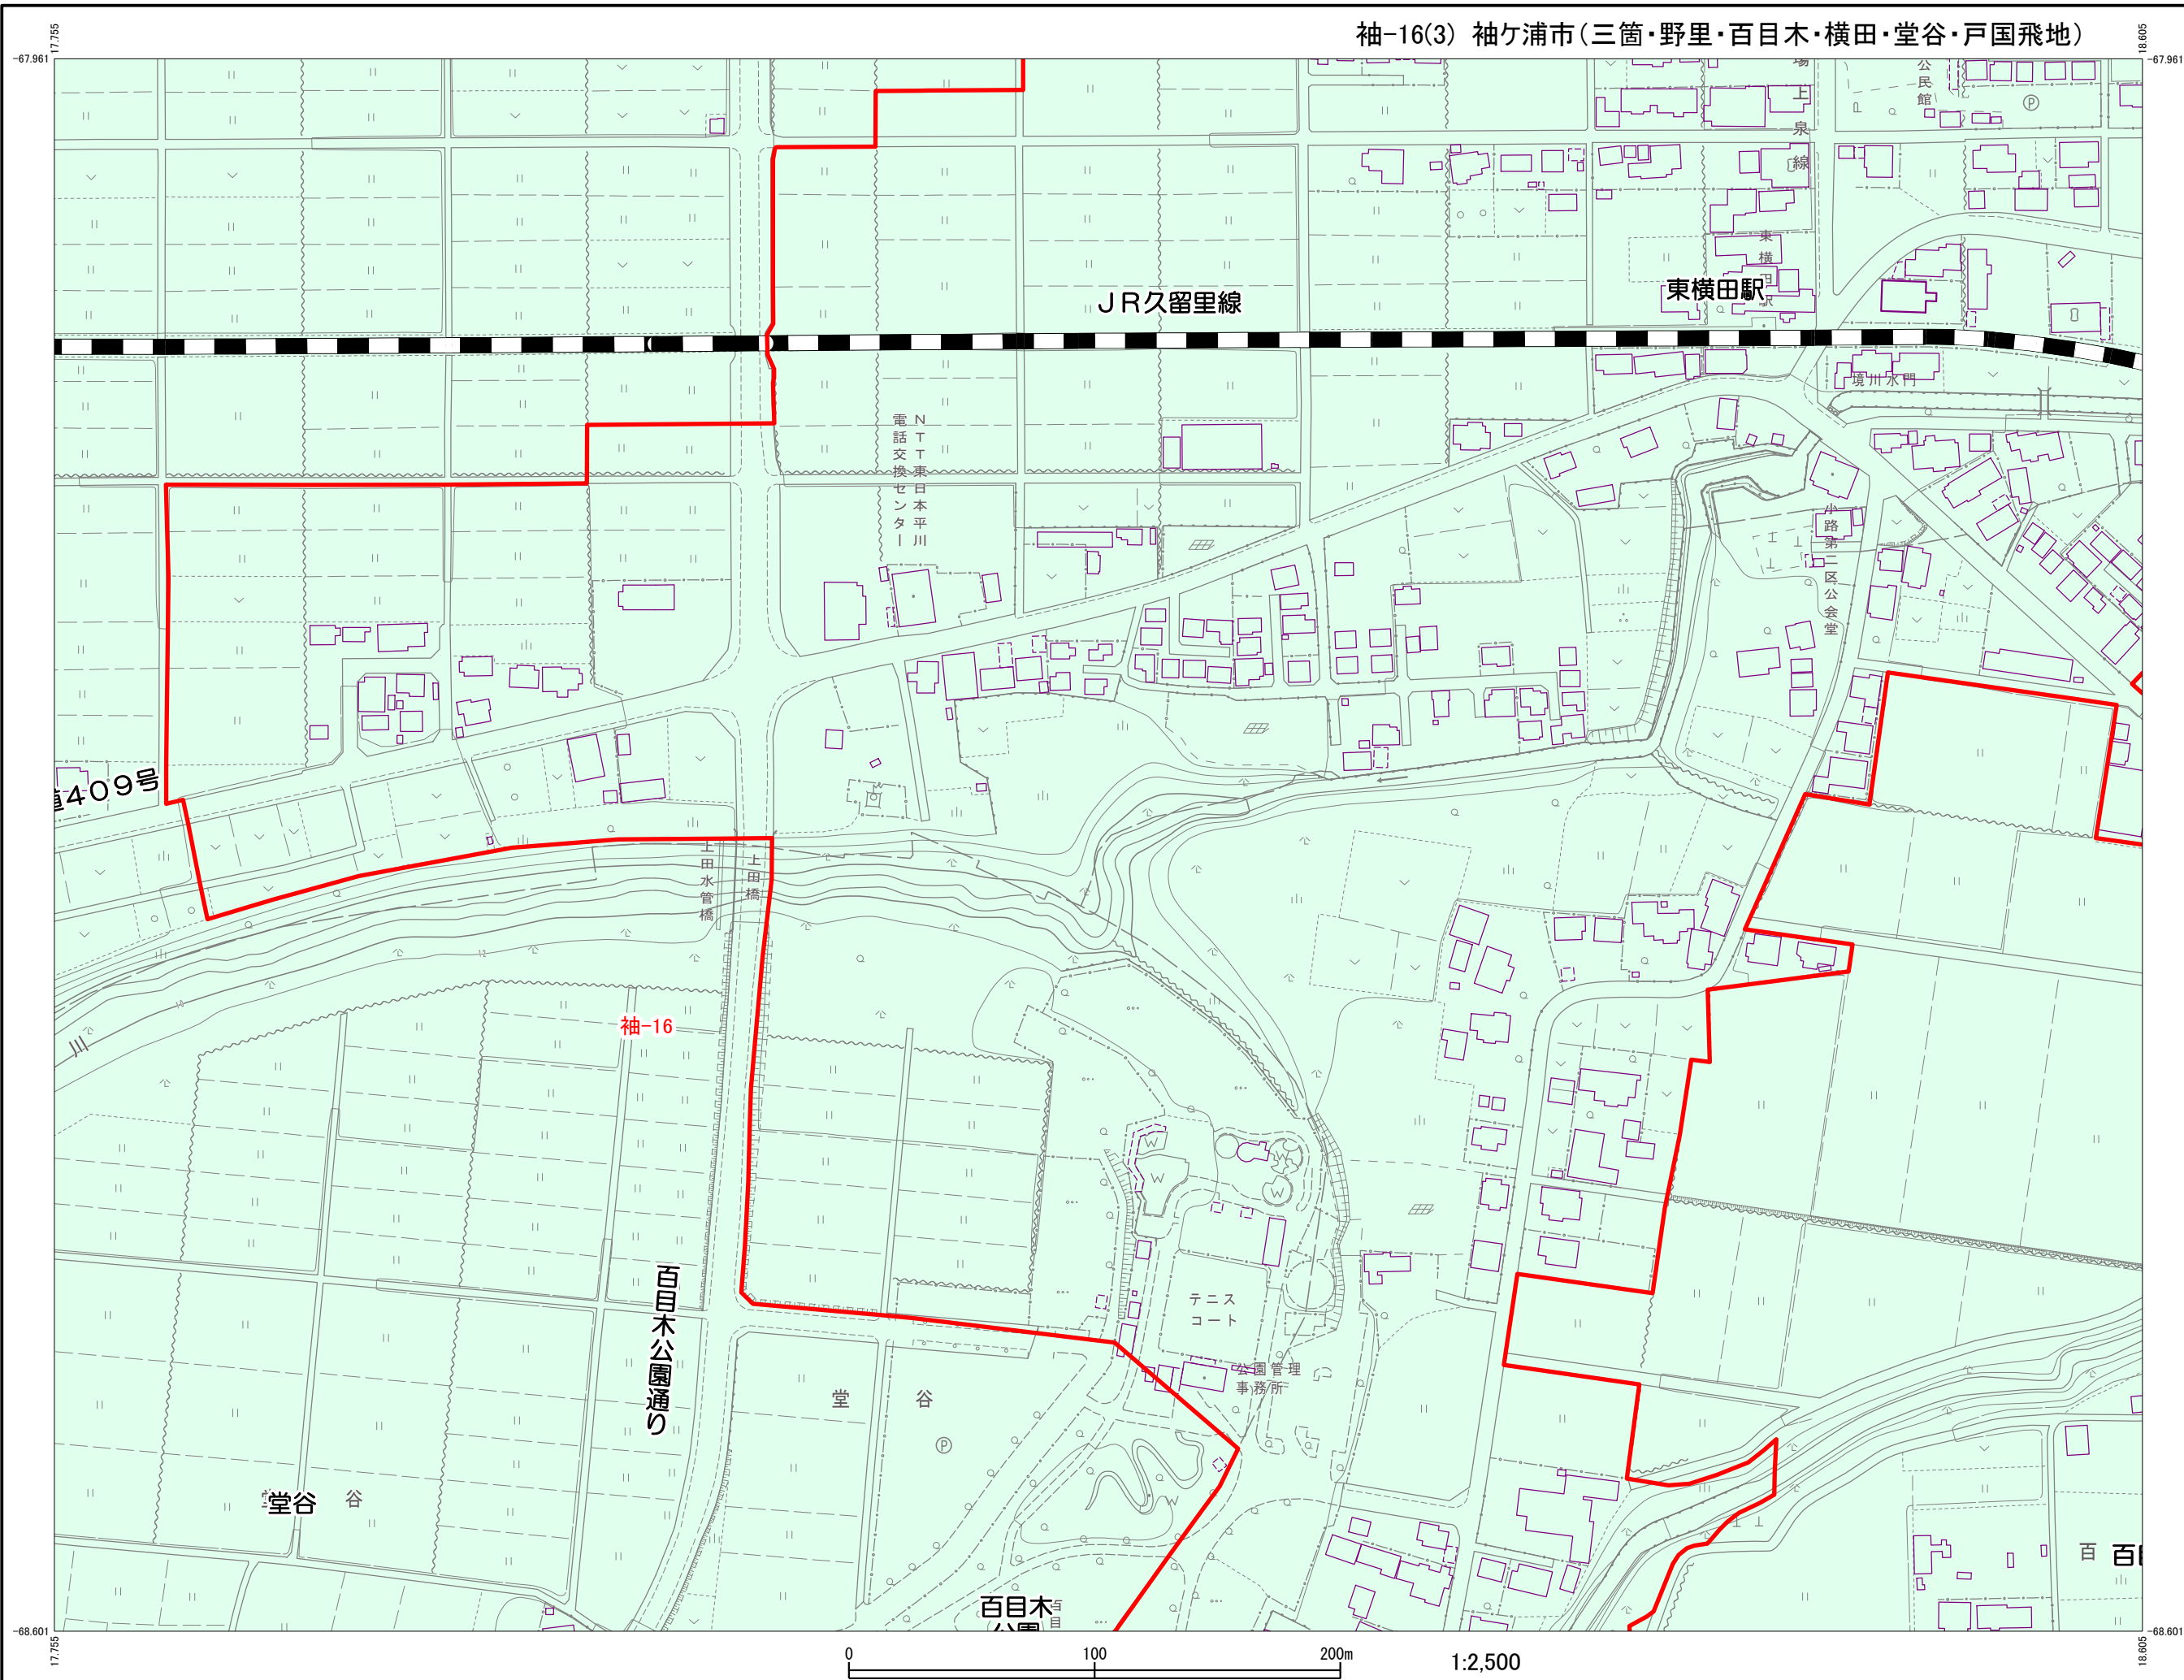 袖-16(3) 袖ケ浦市(三箇・野里・百目木・横田・堂谷・戸国飛地)
17.755
18.605
-67.961
-67.961
場上泉線
公民館
P
東横田駅
JR久留里線
東横田駅
境川水門
NTT東日本平川
電話交換センター
小路第二区公会堂
道409号
上田水管橋
上田橋
川
袖-16
テニス
コート
公園管理
事務所
百目木公園通り
堂谷
P
堂谷
谷
百
百目
百目木
公園
百目
-68.601
-68.601
17.755
18.605
0 100 200m
1:2,500